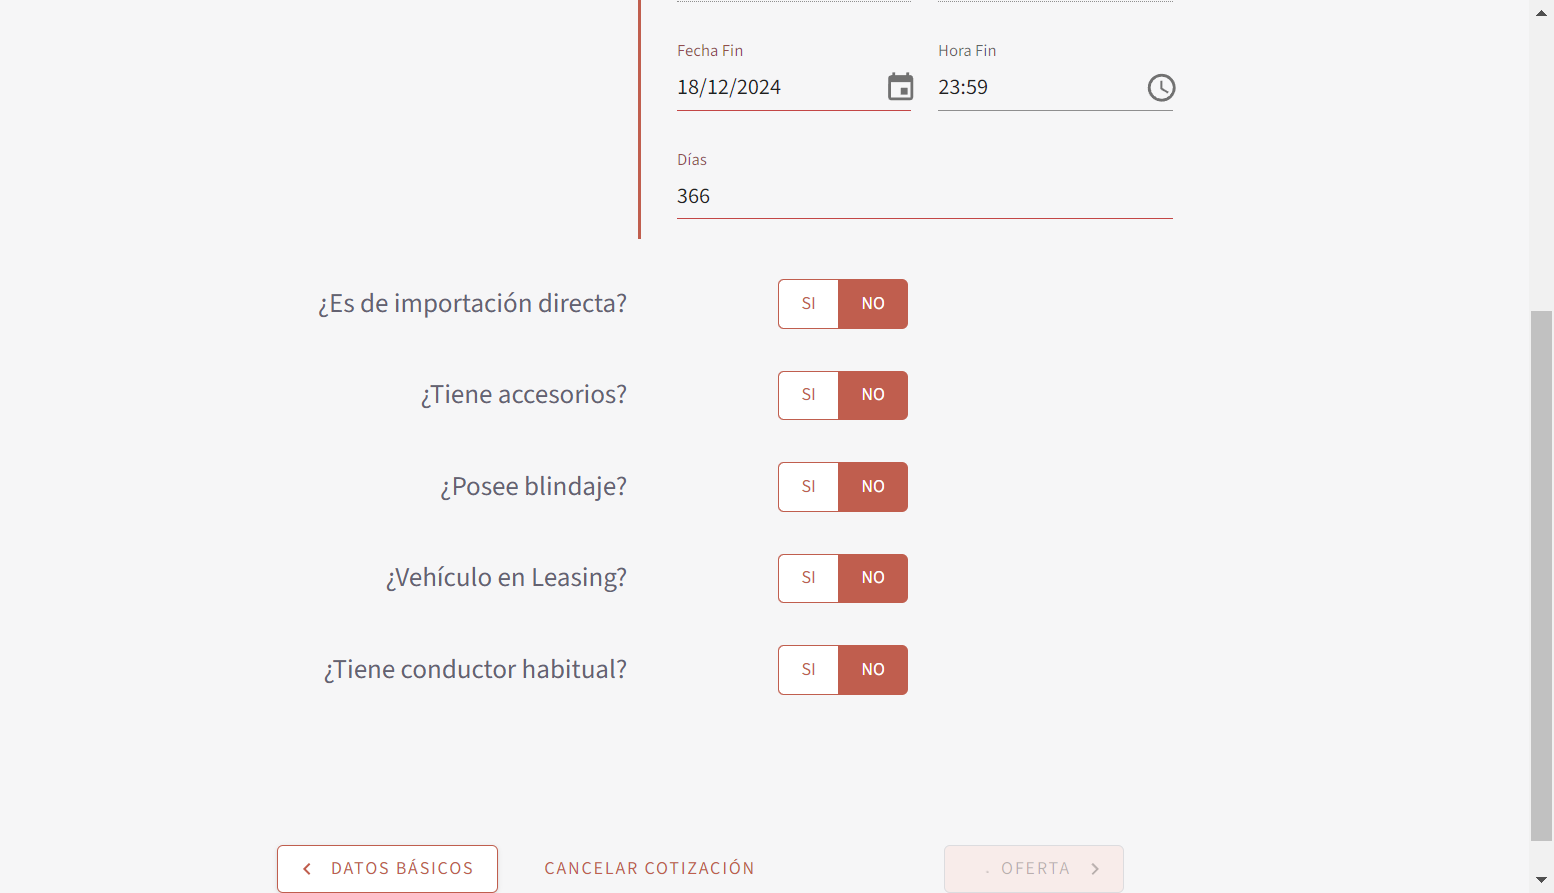 Fecha Fin
Hora Fin
18/12/2024
23:59
Días
366
¿Es de importación directa?
SI
NO
¿Tiene accesorios?
SI
NO
¿Posee blindaje?
SI
NO
¿Vehículo en Leasing?
SI
NO
¿Tiene conductor habitual?
SI
NO
DATOS BÁSICOS
CANCELAR COTIZACIÓN
. OFERTA